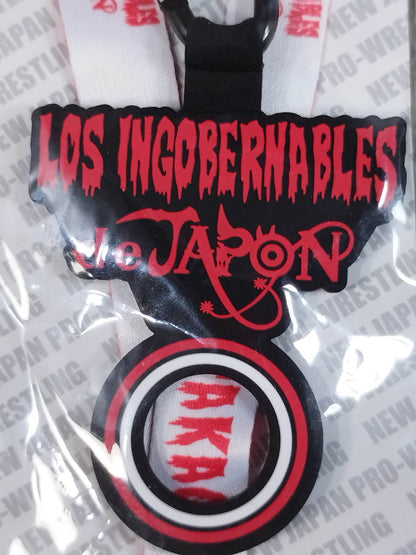 LOS INGOBERNABLES
de JAPON
AKA
NEW JAPAN PRO-WRESTLING